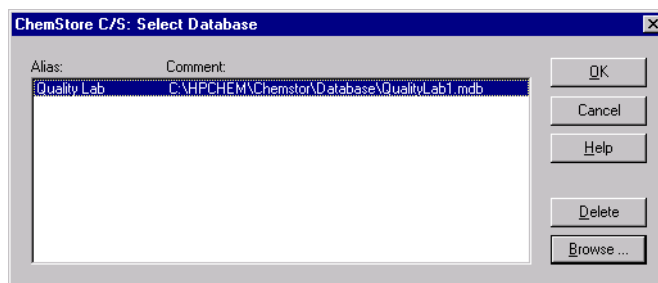 ChemStore C/S: Select Database
Alias: Comment:
Quality Lab C:\HPCHEM\Chemstor\Database\QualityLab1.mdb
OK
Cancel
Help
Delete
Browse ...